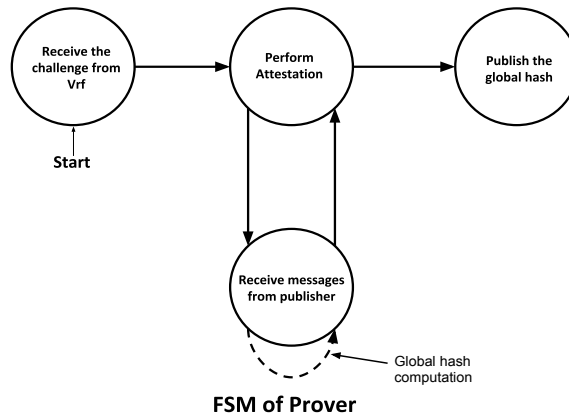 Receive the
challenge from
Vrf
Perform
Attestation
Publish the
global hash
Start
Receive messages
from publisher
Global hash
computation
FSM of Prover